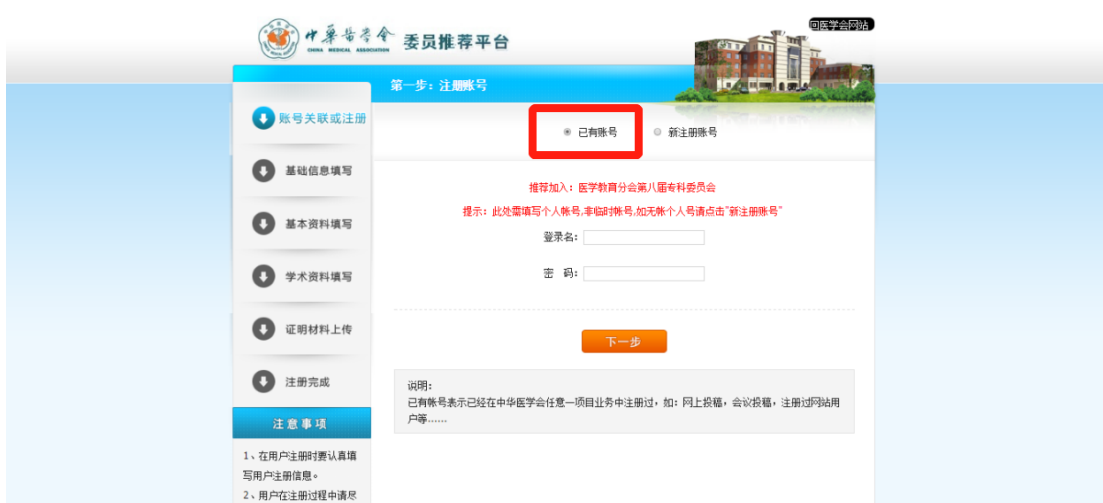 中华医学会
CHINA MEDICAL ASSOCIATION
委员推荐平台
回医学会网站
第一步：注册账号
账号关联或注册
基础信息填写
基本资料填写
学术资料填写
证明材料上传
注册完成
注意事项
1、在用户注册时要认真填
写用户注册信息。
2、用户在注册过程中请尽
已有账号
新注册账号
推荐加入：医学教育分会第八届专科委员会
提示：此处需填写个人帐号,非临时帐号,如无帐个人号请点击"新注册账号"
登录名：
密 码：
下一步
说明：
已有帐号表示已经在中华医学会任意一项目业务中注册过，如：网上投稿，会议投稿，注册过网站用
户等……